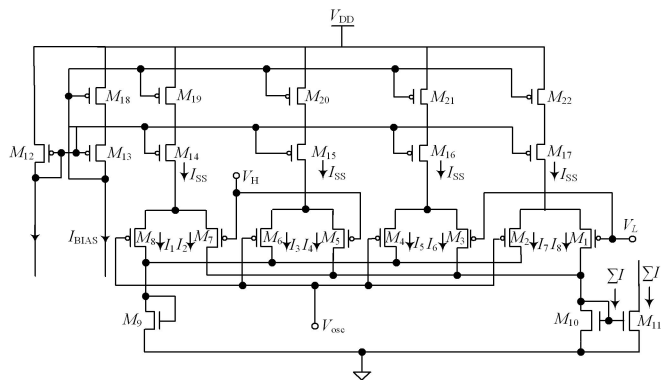 V_DD
M_18 M_19 M_20 M_21 M_22
M_12 M_13 M_14 M_15 M_16 M_17
I_SS I_SS I_SS I_SS
V_H
I_BIAS M_8 I_1 I_2 M_7 M_6 I_3 I_4 M_5 M_4 I_5 I_6 M_3 M_2 I_7 I_8 M_1 V_L
∑I ∑I
M_9 V_osc M_10 M_11